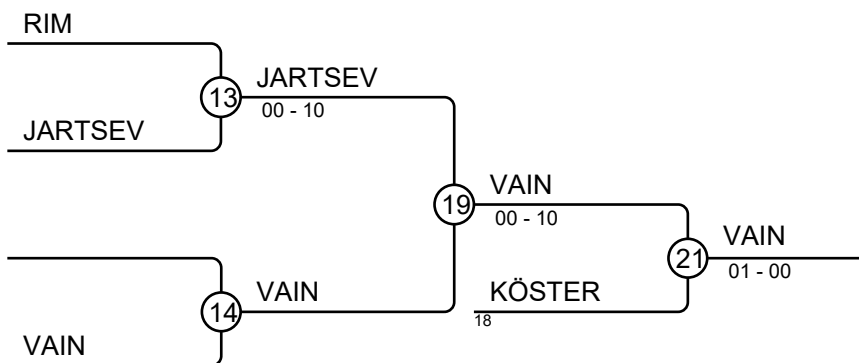 RIM
13
JARTSEV
00 - 10
JARTSEV
19
VAIN
00 - 10
21
VAIN
01 - 00
14
VAIN
KÖSTER
18
VAIN